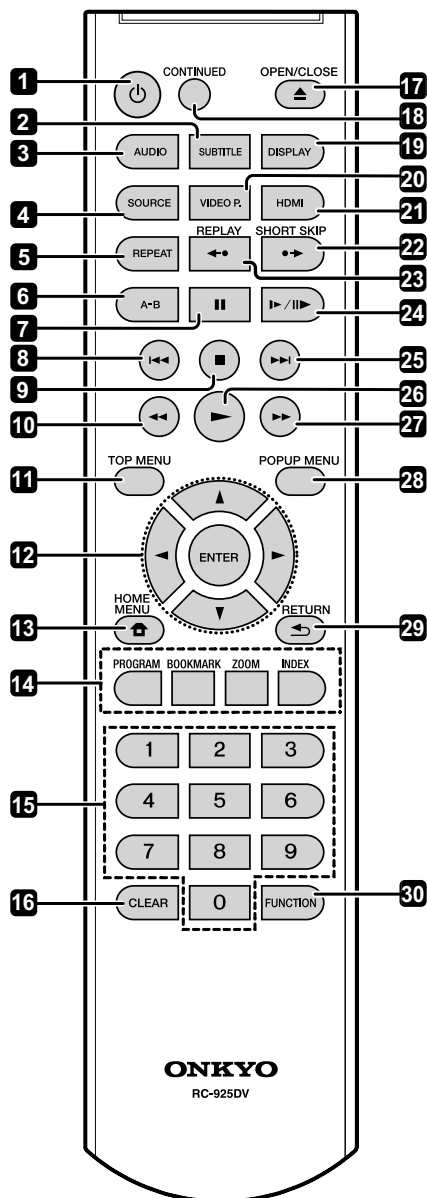 CONTINUED OPEN/CLOSE
1 17
18
2
3 AUDIO SUBTITLE DISPLAY 19
20
4 SOURCE VIDEO P. HDMI 21
REPLAY SHORT SKIP
5 REPEAT 22
23
6 A-B 24
7
8 25
9 26
10 27
TOP MENU POPUP MENU
11 28
12 ENTER
HOME
MENU RETURN
13 29
PROGRAM BOOKMARK ZOOM INDEX
14
1 2 3
15 4 5 6
7 8 9
16 CLEAR 0 FUNCTION 30
ONKYO
RC-925DV